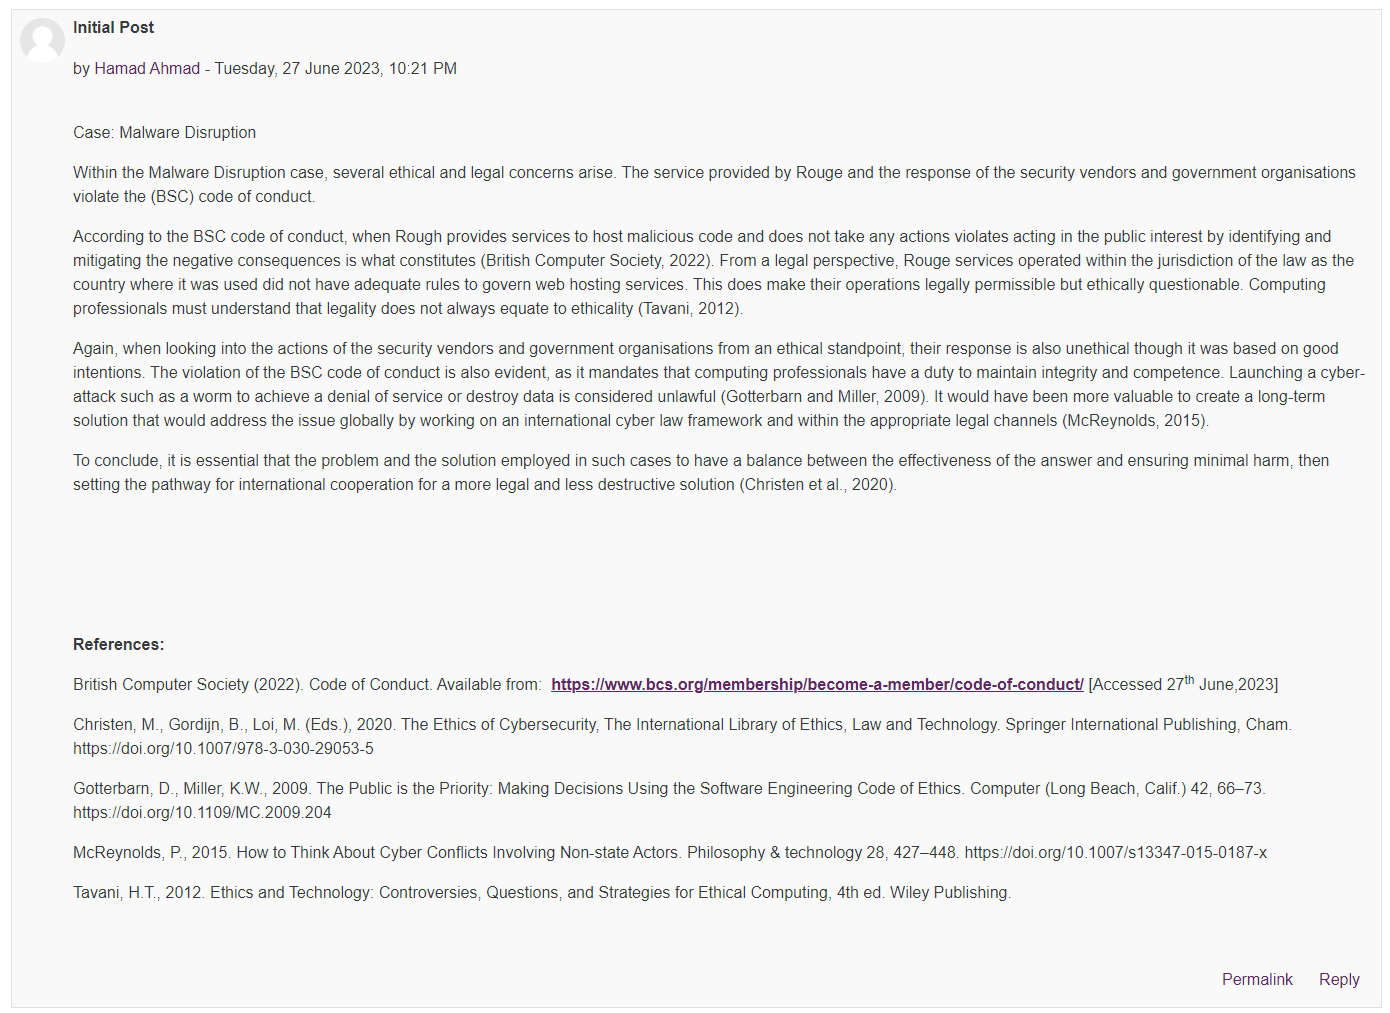 Initial Post
by Hamad Ahmad - Tuesday, 27 June 2023, 10:21 PM
Case: Malware Disruption
Within the Malware Disruption case, several ethical and legal concerns arise. The service provided by Rouge and the response of the security vendors and government organisations
violate the (BSC) code of conduct.
According to the BSC code of conduct, when Rough provides services to host malicious code and does not take any actions violates acting in the public interest by identifying and
mitigating the negative consequences is what constitutes (British Computer Society, 2022). From a legal perspective, Rouge services operated within the jurisdiction of the law as the
country where it was used did not have adequate rules to govern web hosting services. This does make their operations legally permissible but ethically questionable. Computing
professionals must understand that legality does not always equate to ethicality (Tavani, 2012).
Again, when looking into the actions of the security vendors and government organisations from an ethical standpoint, their response is also unethical though it was based on good
intentions. The violation of the BSC code of conduct is also evident, as it mandates that computing professionals have a duty to maintain integrity and competence. Launching a cyber-
attack such as a worm to achieve a denial of service or destroy data is considered unlawful (Gotterbarn and Miller, 2009). It would have been more valuable to create a long-term
solution that would address the issue globally by working on an international cyber law framework and within the appropriate legal channels (McReynolds, 2015).
To conclude, it is essential that the problem and the solution employed in such cases to have a balance between the effectiveness of the answer and ensuring minimal harm, then
setting the pathway for international cooperation for a more legal and less destructive solution (Christen et al., 2020).
References:
British Computer Society (2022). Code of Conduct. Available from:  https://www.bcs.org/membership/become-a-member/code-of-conduct/ [Accessed 27th June,2023]
Christen, M., Gordijn, B., Loi, M. (Eds.), 2020. The Ethics of Cybersecurity, The International Library of Ethics, Law and Technology. Springer International Publishing, Cham.
https://doi.org/10.1007/978-3-030-29053-5
Gotterbarn, D., Miller, K.W., 2009. The Public is the Priority: Making Decisions Using the Software Engineering Code of Ethics. Computer (Long Beach, Calif.) 42, 66–73.
https://doi.org/10.1109/MC.2009.204
McReynolds, P., 2015. How to Think About Cyber Conflicts Involving Non-state Actors. Philosophy & technology 28, 427–448. https://doi.org/10.1007/s13347-015-0187-x
Tavani, H.T., 2012. Ethics and Technology: Controversies, Questions, and Strategies for Ethical Computing, 4th ed. Wiley Publishing.
Permalink Reply